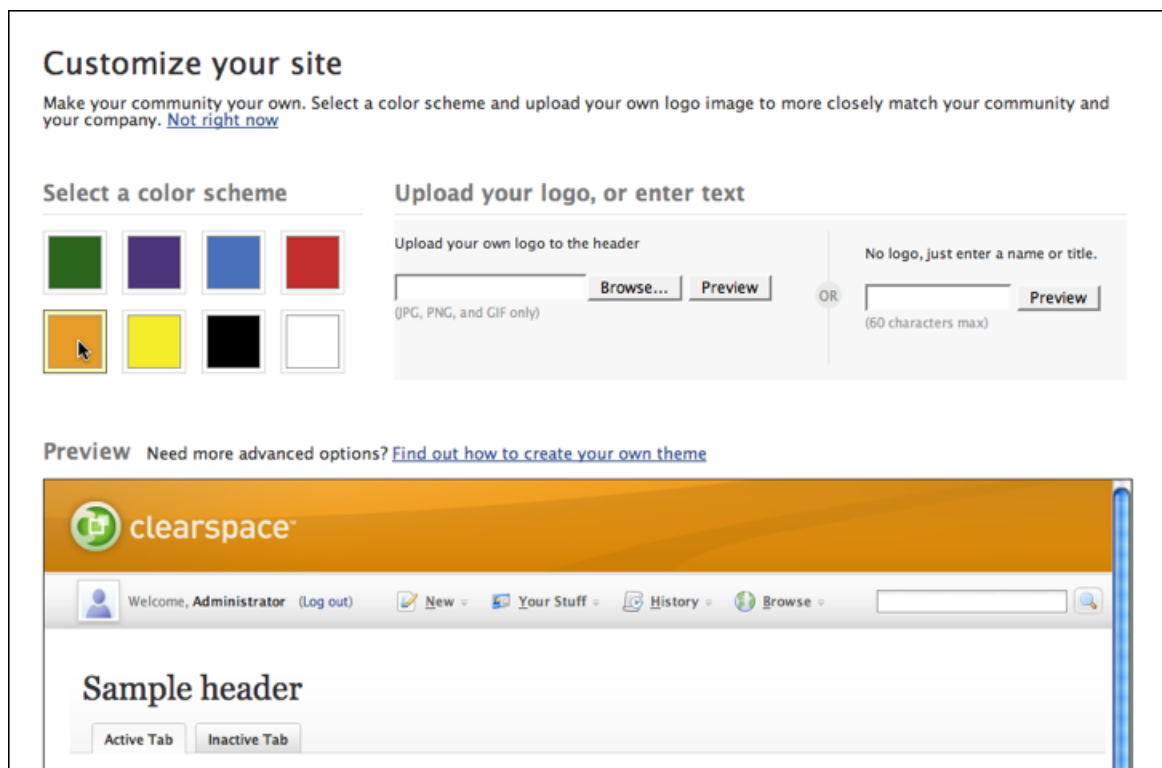 Customize your site
Make your community your own. Select a color scheme and upload your own logo image to more closely match your community and
your company. Not right now
Select a color scheme
Upload your logo, or enter text
Upload your own logo to the header
Browse...
Preview
(JPG, PNG, and GIF only)
OR
No logo, just enter a name or title.
Preview
(60 characters max)
Preview Need more advanced options? Find out how to create your own theme
clearspace™
Welcome, Administrator (Log out) New Your Stuff History Browse
Sample header
Active Tab Inactive Tab